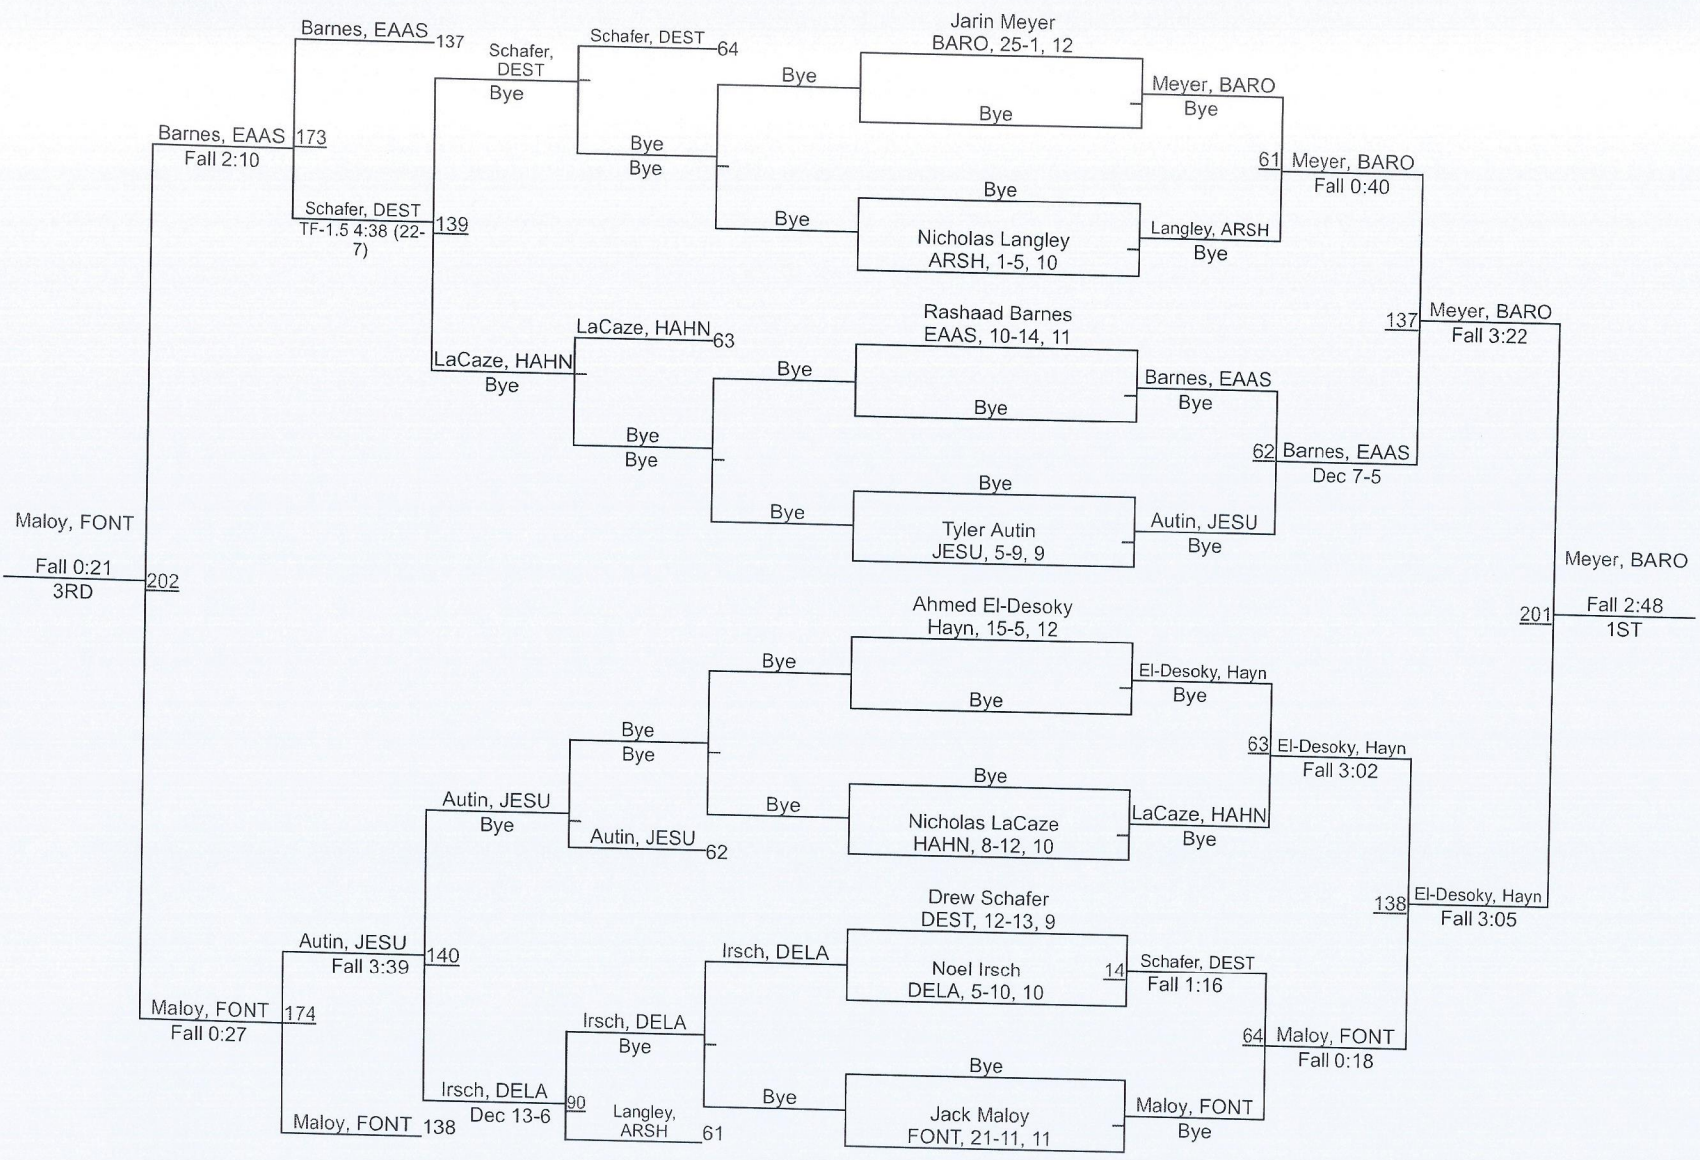 Jarin Meyer
BARO, 25-1, 12
Barnes, EAAS 137
Schafer, DEST 64
Schafer,
DEST
Bye
Bye
Bye
Meyer, BARO
Bye
Barnes, EAAS 173
Fall 2:10
Bye
Bye
61 Meyer, BARO
Fall 0:40
Bye
Schafer, DEST 139
TF-1.5 4:38 (22-
7)
Bye
Nicholas Langley
ARSH, 1-5, 10
Langley, ARSH
Bye
Rashaad Barnes
EAAS, 10-14, 11
137 Meyer, BARO
Fall 3:22
LaCaze, HAHN 63
LaCaze, HAHN
Bye
Bye
Bye
Barnes, EAAS
Bye
Bye
Bye
62 Barnes, EAAS
Dec 7-5
Bye
Bye
Tyler Autin
JESU, 5-9, 9
Autin, JESU
Bye
Maloy, FONT
Fall 0:21
3RD
202
Meyer, BARO
201 Fall 2:48
1ST
Ahmed El-Desoky
Hayn, 15-5, 12
Bye
Bye
El-Desoky, Hayn
Bye
Bye
Bye
63 El-Desoky, Hayn
Fall 3:02
Bye
Autin, JESU
Bye
Bye
Nicholas LaCaze
HAHN, 8-12, 10
LaCaze, HAHN
Bye
Autin, JESU 62
Drew Schafer
DEST, 12-13, 9
138 El-Desoky, Hayn
Fall 3:05
Autin, JESU 140
Fall 3:39
Irsch, DELA
Noel Irsch
DELA, 5-10, 10
14 Schafer, DEST
Fall 1:16
Maloy, FONT 174
Fall 0:27
Irsch, DELA
Bye
64 Maloy, FONT
Fall 0:18
Bye
Irsch, DELA 90
Dec 13-6
Bye
Jack Maloy
FONT, 21-11, 11
Maloy, FONT
Bye
Maloy, FONT 138
Langley,
ARSH 61